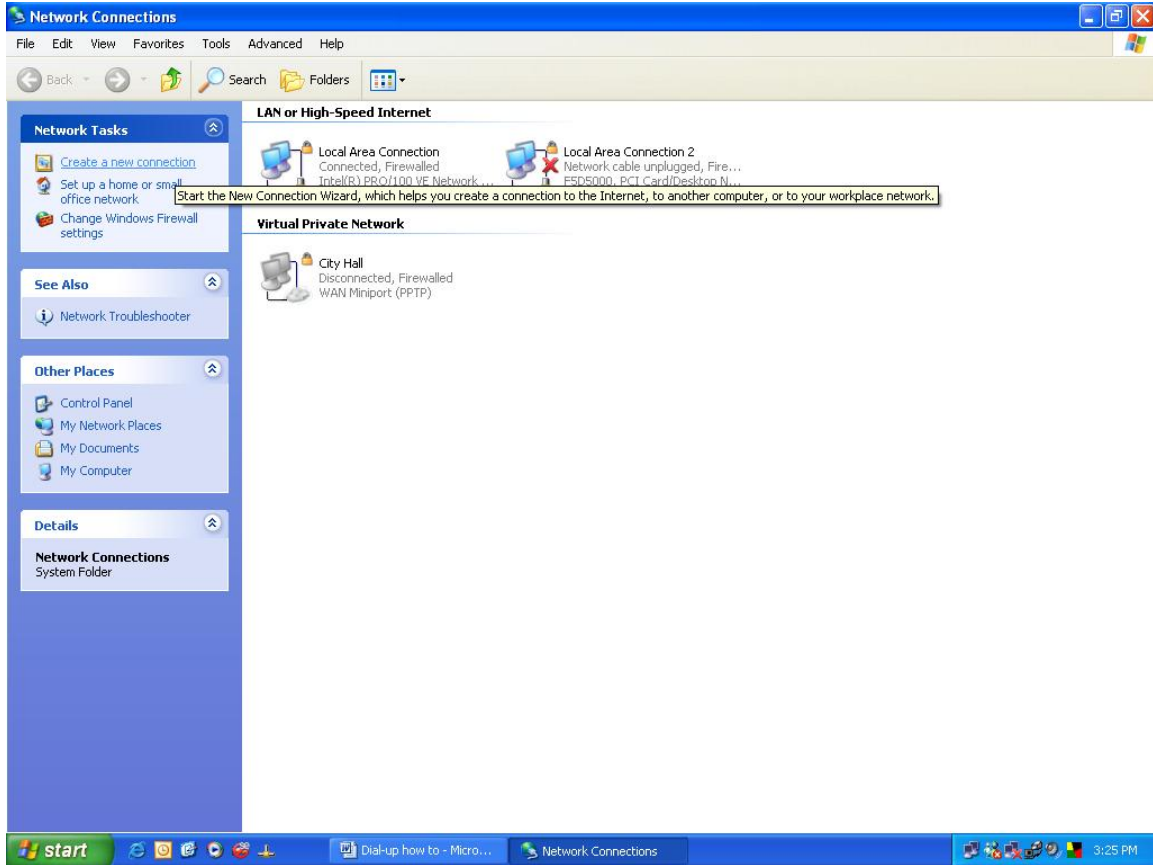 Network Connections
File Edit View Favorites Tools Advanced Help
Back Search Folders
Network Tasks
Create a new connection
Set up a home or small
office network
Change Windows Firewall
settings
See Also
Network Troubleshooter
Other Places
Control Panel
My Network Places
My Documents
My Computer
Details
Network Connections
System Folder
LAN or High-Speed Internet
Local Area Connection
Connected, Firewalled
Intel(R) PRO/100 VE Network ...
Local Area Connection 2
Network cable unplugged, Fire...
F5D5000, PCI Card/Desktop N...
Start the New Connection Wizard, which helps you create a connection to the Internet, to another computer, or to your workplace network.
Virtual Private Network
City Hall
Disconnected, Firewalled
WAN Miniport (PPTP)
start Dial-up how to - Micro... Network Connections 3:25 PM